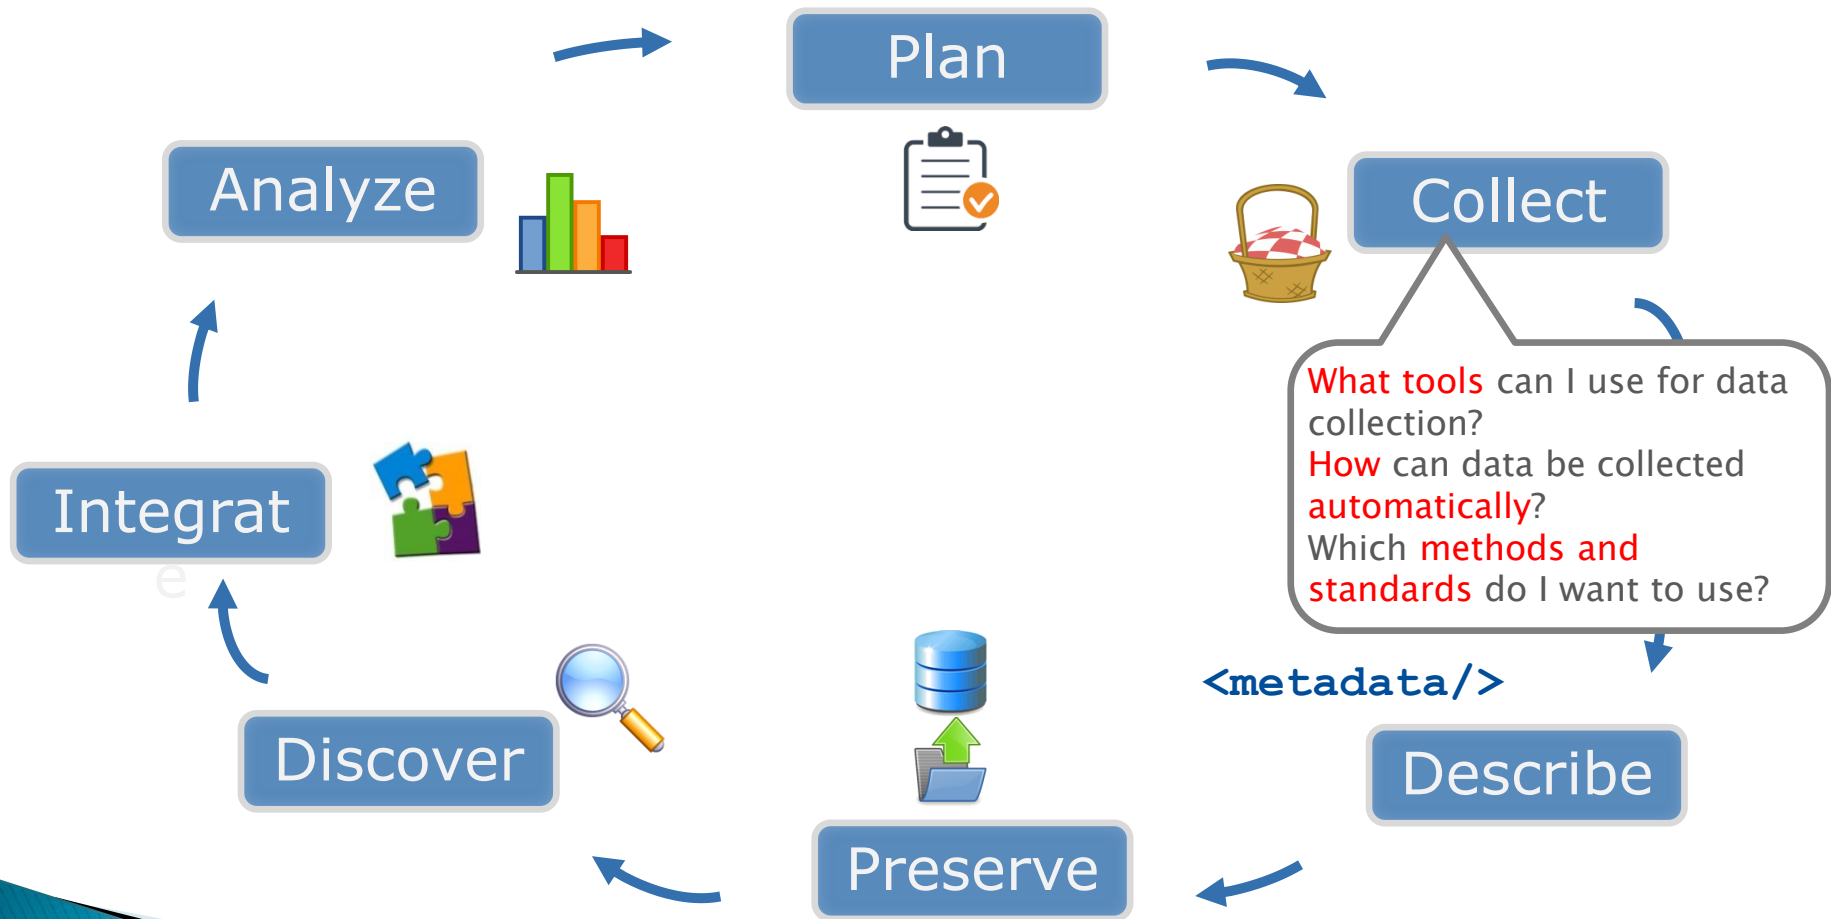 Plan
Analyze
Collect
What tools can I use for data
collection?
How can data be collected
automatically?
Which methods and
standards do I want to use?
Integrat
e
<metadata/>
Discover
Describe
Preserve